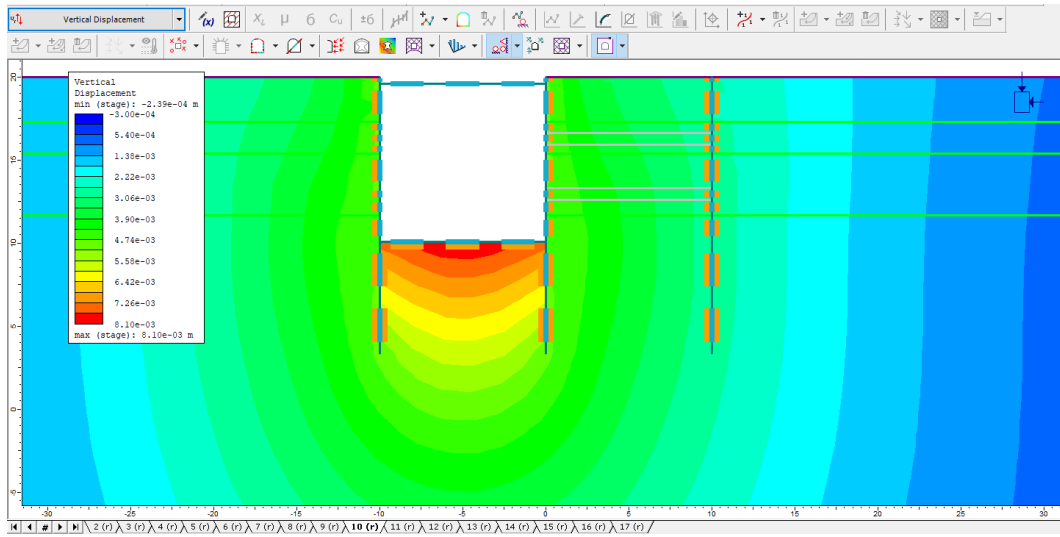 Vertical Displacement
(x)
X_L μ б C_u ±б
Vertical
Displacement
min (stage): -2.39e-04 m
-3.00e-04
5.40e-04
1.38e-03
2.22e-03
3.06e-03
3.90e-03
4.74e-03
5.58e-03
6.42e-03
7.26e-03
8.10e-03
max (stage): 8.10e-03 m
20
15
10
5
0
-5
-30 -25 -20 -15 -10 -5 0 5 10 15 20 25 30
# 2 (r) 3 (r) 4 (r) 5 (r) 6 (r) 7 (r) 8 (r) 9 (r) 10 (r) 11 (r) 12 (r) 13 (r) 14 (r) 15 (r) 16 (r) 17 (r)